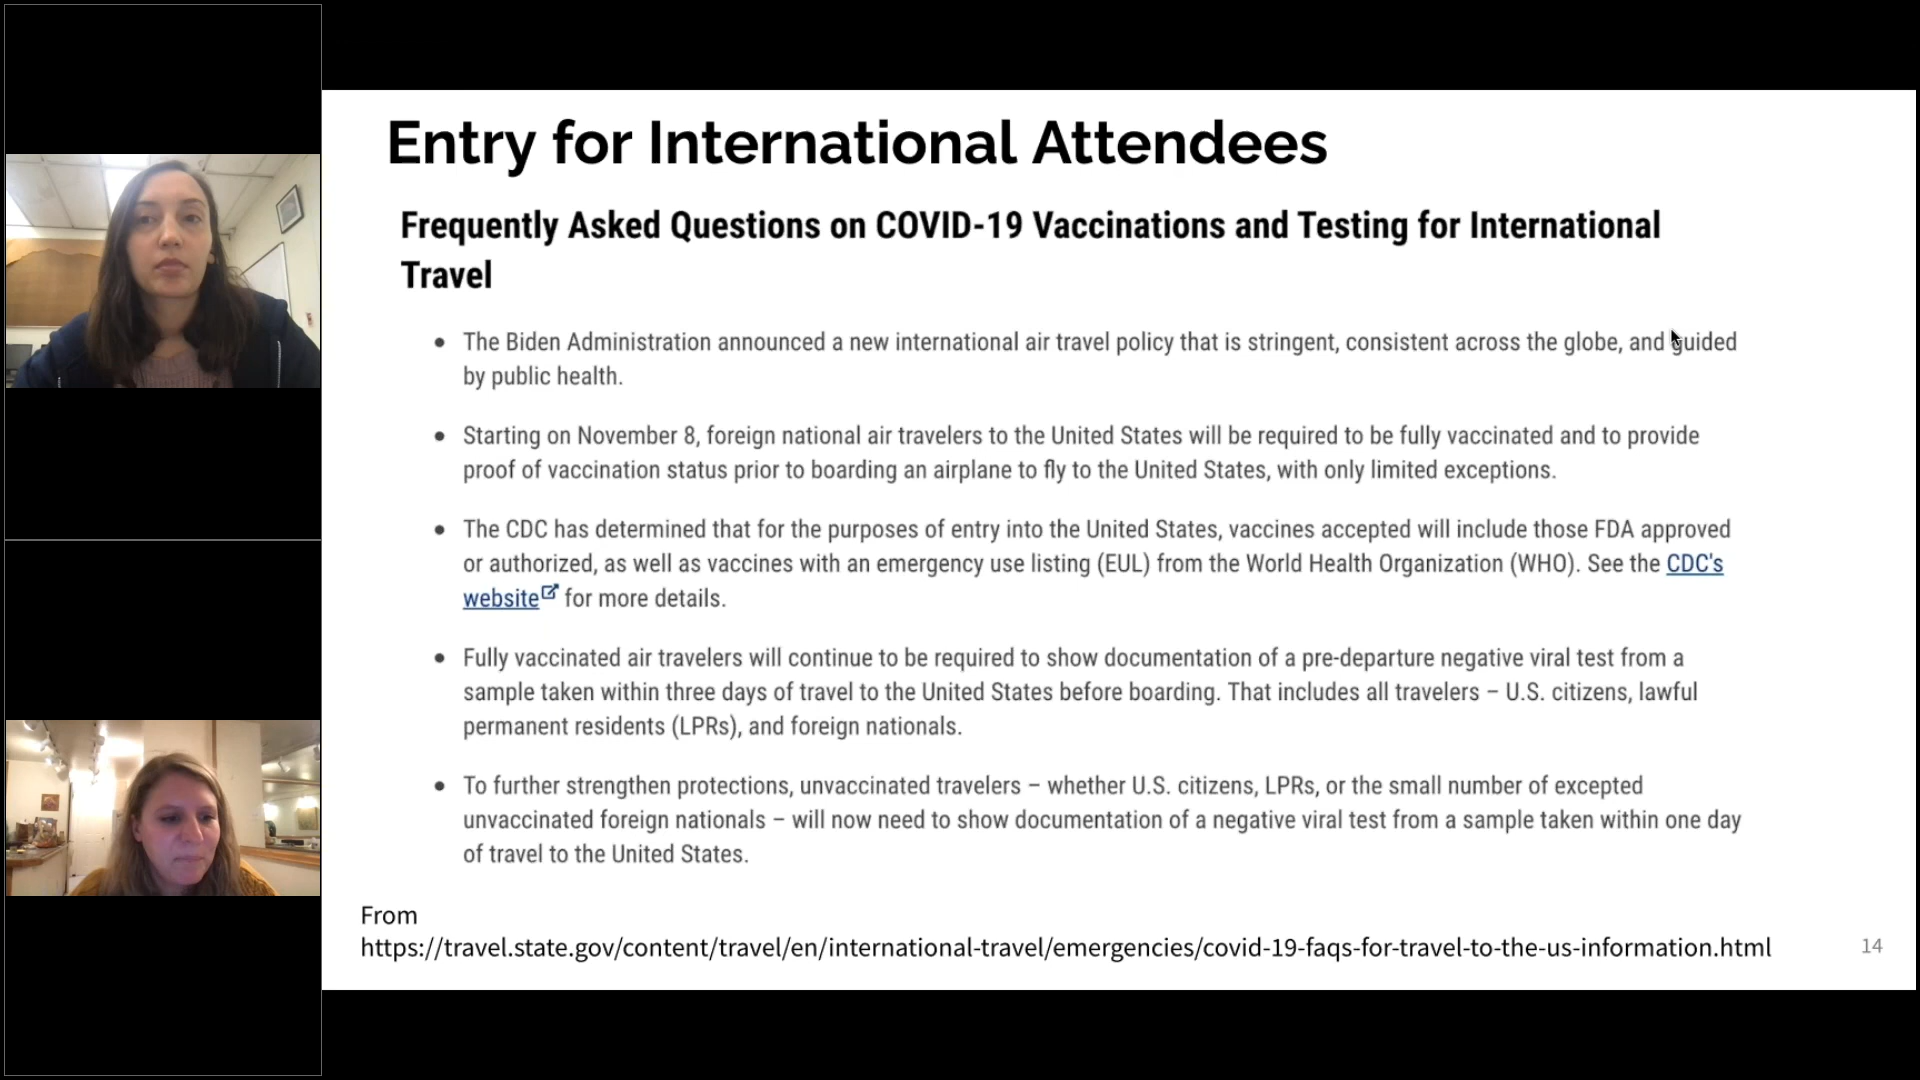 Entry for International Attendees
Frequently Asked Questions on COVID-19 Vaccinations and Testing for International
Travel
• The Biden Administration announced a new international air travel policy that is stringent, consistent across the globe, and guided
by public health.
• Starting on November 8, foreign national air travelers to the United States will be required to be fully vaccinated and to provide
proof of vaccination status prior to boarding an airplane to fly to the United States, with only limited exceptions.
• The CDC has determined that for the purposes of entry into the United States, vaccines accepted will include those FDA approved
or authorized, as well as vaccines with an emergency use listing (EUL) from the World Health Organization (WHO). See the CDC's
website for more details.
• Fully vaccinated air travelers will continue to be required to show documentation of a pre-departure negative viral test from a
sample taken within three days of travel to the United States before boarding. That includes all travelers – U.S. citizens, lawful
permanent residents (LPRs), and foreign nationals.
• To further strengthen protections, unvaccinated travelers – whether U.S. citizens, LPRs, or the small number of excepted
unvaccinated foreign nationals – will now need to show documentation of a negative viral test from a sample taken within one day
of travel to the United States.
From
https://travel.state.gov/content/travel/en/international-travel/emergencies/covid-19-faqs-for-travel-to-the-us-information.html
14